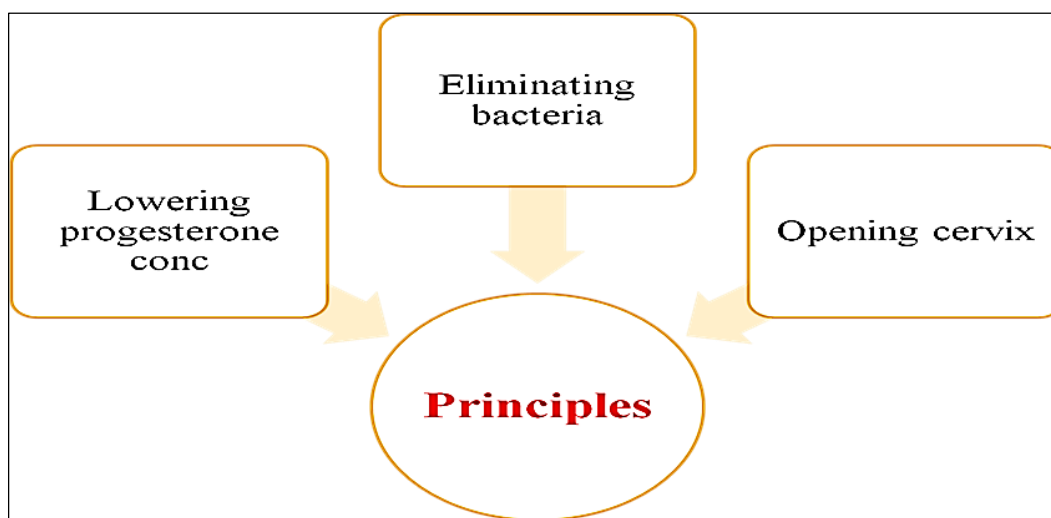 Eliminating
bacteria
Lowering
progesterone
conc
Opening cervix
Principles